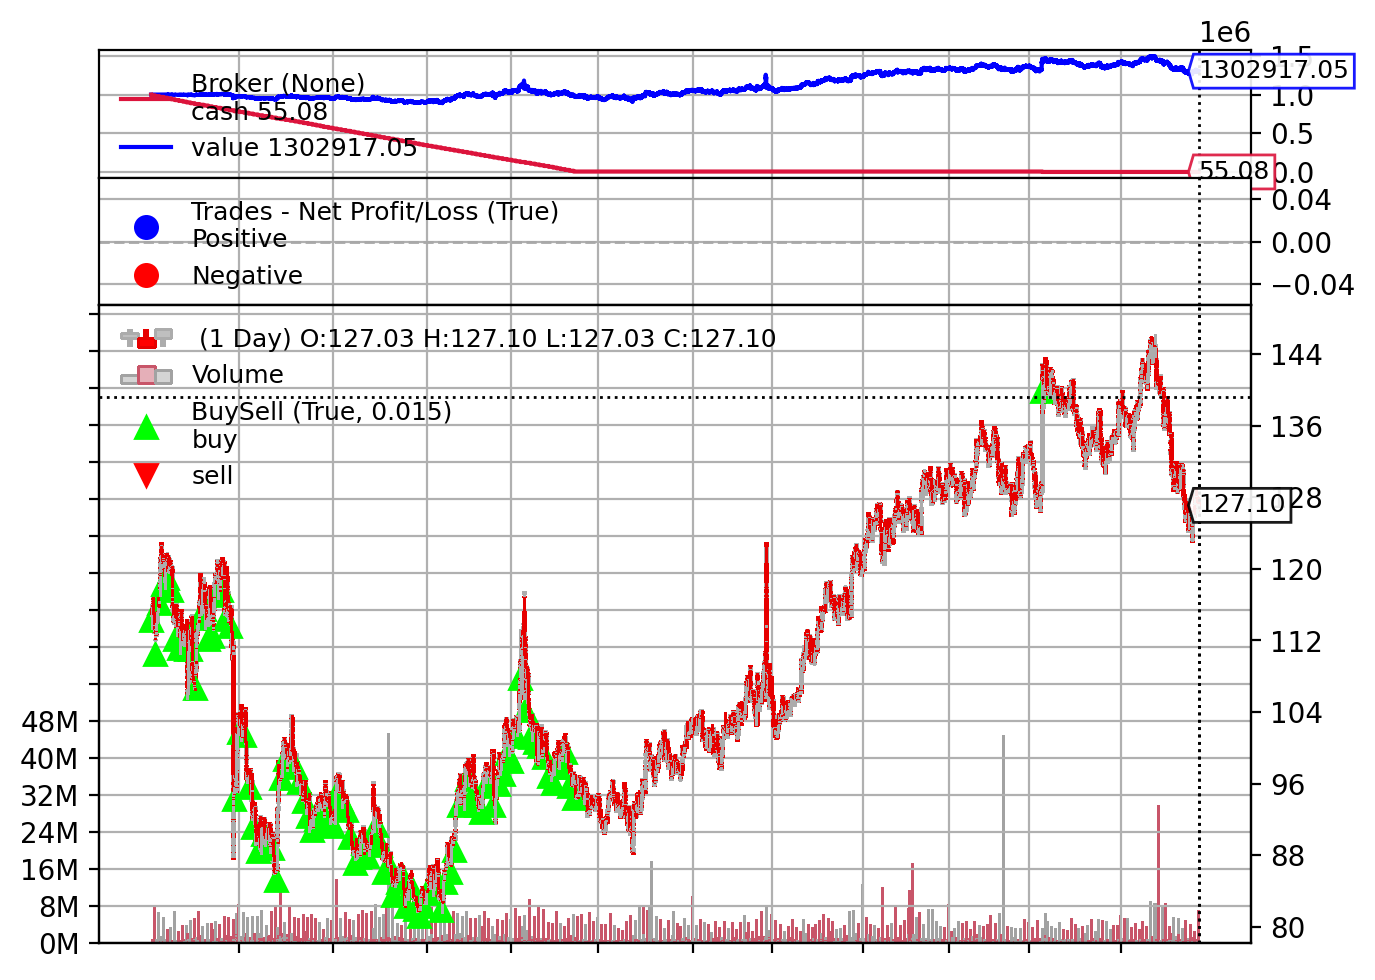 1e6
1.5
Broker (None)
cash 55.08
value 1302917.05
1302917.05
1.0
0.5
55.08
0.0
Trades - Net Profit/Loss (True)
Positive
Negative
0.04
0.00
−0.04
(1 Day) O:127.03 H:127.10 L:127.03 C:127.10
Volume
BuySell (True, 0.015)
buy
sell
144
136
127.10
28
120
112
104
96
88
80
48M
40M
32M
24M
16M
8M
0M